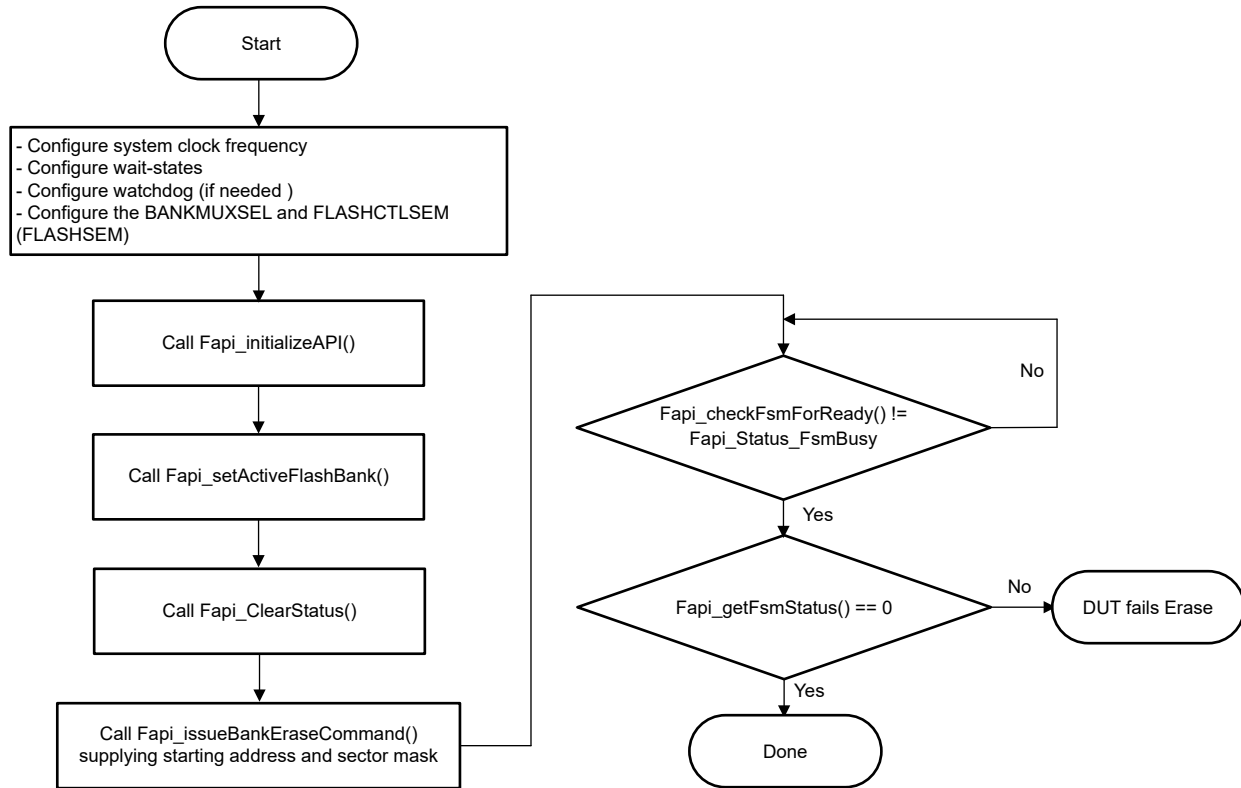 Start
- Configure system clock frequency
- Configure wait-states
- Configure watchdog (if needed )
- Configure the BANKMUXSEL and FLASHCTLSEM
(FLASHSEM)
Call Fapi_initializeAPI()
Call Fapi_setActiveFlashBank()
Call Fapi_ClearStatus()
Call Fapi_issueBankEraseCommand()
supplying starting address and sector mask
No
Fapi_checkFsmForReady() !=
Fapi_Status_FsmBusy
Yes
Fapi_getFsmStatus() == 0
No
DUT fails Erase
Yes
Done